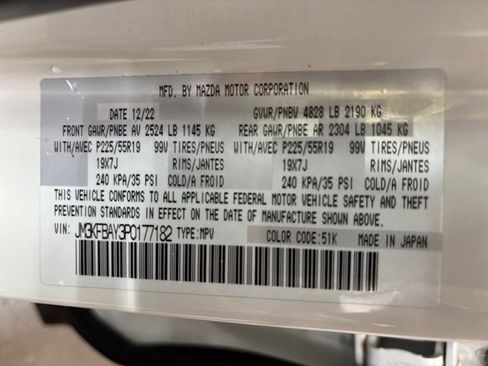 MFD. BY MAZDA MOTOR CORPORATION
DATE 12/22 GVWR/PNBV 4828 LB 2190 KG
FRONT GAWR/PNBE AV 2524 LB 1145 KG REAR GAWR/PNBE AR 2304 LB 1045 KG
WITH/AVEC P225/55R19 99V TIRES/PNEUS WITH/AVEC P225/55R19 99V TIRES/PNEUS
19X7J RIMS/JANTES 19X7J RIMS/JANTES
240 KPA/35 PSI COLD/A FROID 240 KPA/35 PSI COLD/A FROID
THIS VEHICLE CONFORMS TO ALL APPLICABLE FEDERAL MOTOR VEHICLE SAFETY AND THEFT
PREVENTION STANDARDS IN EFFECT ON THE DATE OF MANUFACTURE SHOWN ABOVE.
VIN: JM3KFBAY3P0177182 TYPE: MPV COLOR CODE: 51K MADE IN JAPAN